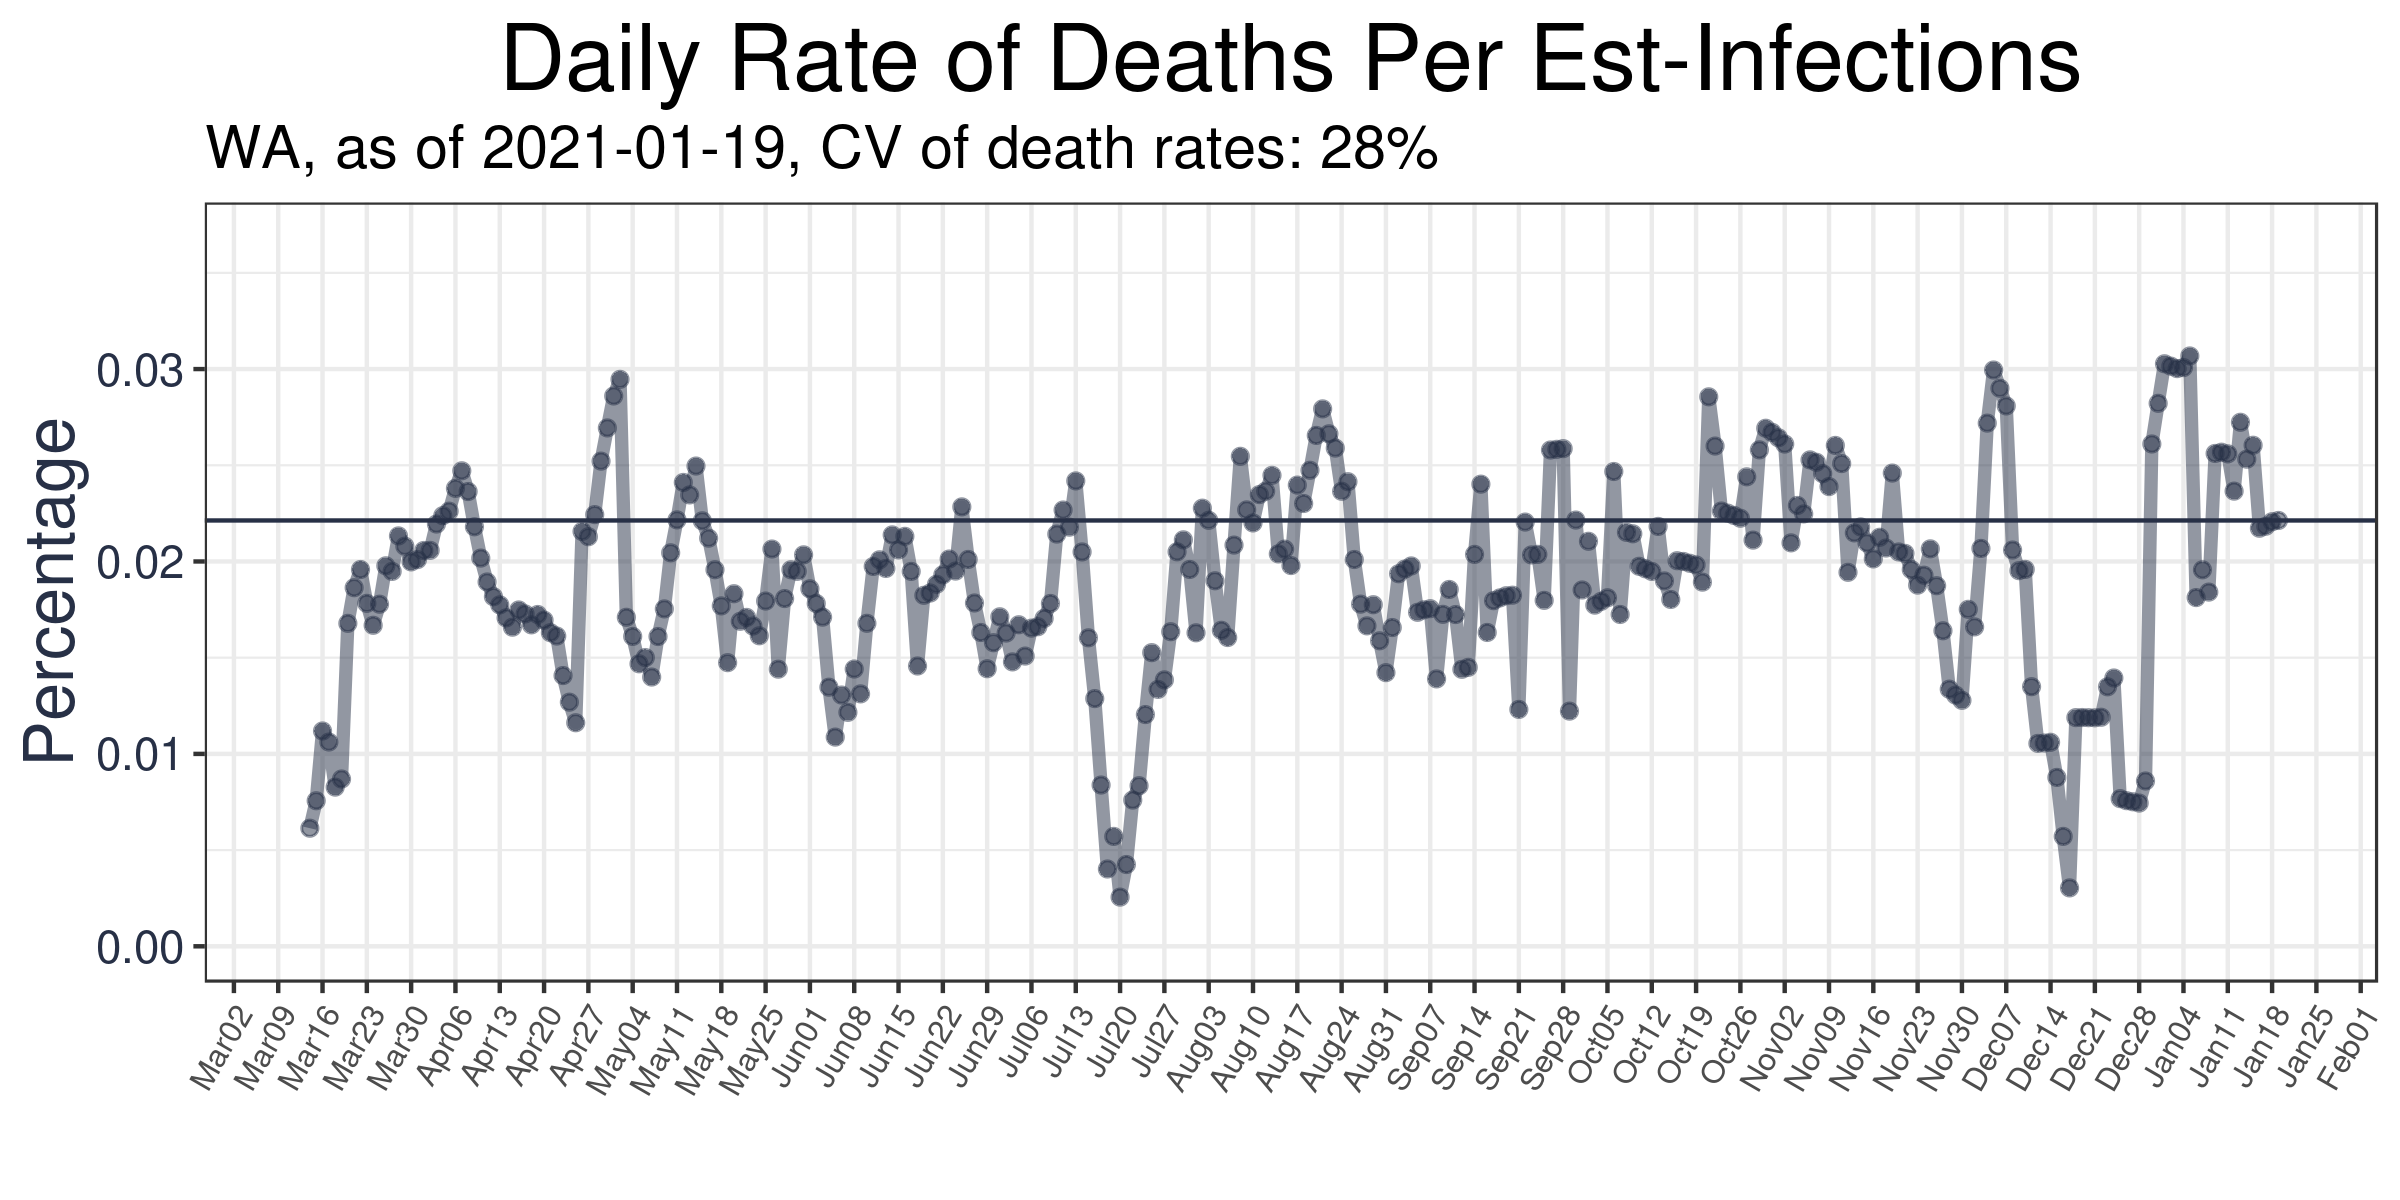 Daily Rate of Deaths Per Est-Infections
WA, as of 2021-01-19, CV of death rates: 28%
Percentage
0.03
0.02
0.01
0.00
Mar02 Mar09 Mar16 Mar23 Mar30 Apr06 Apr13 Apr20 Apr27 May04 May11 May18 May25 Jun01 Jun08 Jun15 Jun22 Jun29 Jul06 Jul13 Jul20 Jul27 Aug03 Aug10 Aug17 Aug24 Aug31 Sep07 Sep14 Sep21 Sep28 Oct05 Oct12 Oct19 Oct26 Nov02 Nov09 Nov16 Nov23 Nov30 Dec07 Dec14 Dec21 Dec28 Jan04 Jan11 Jan18 Jan25 Feb01